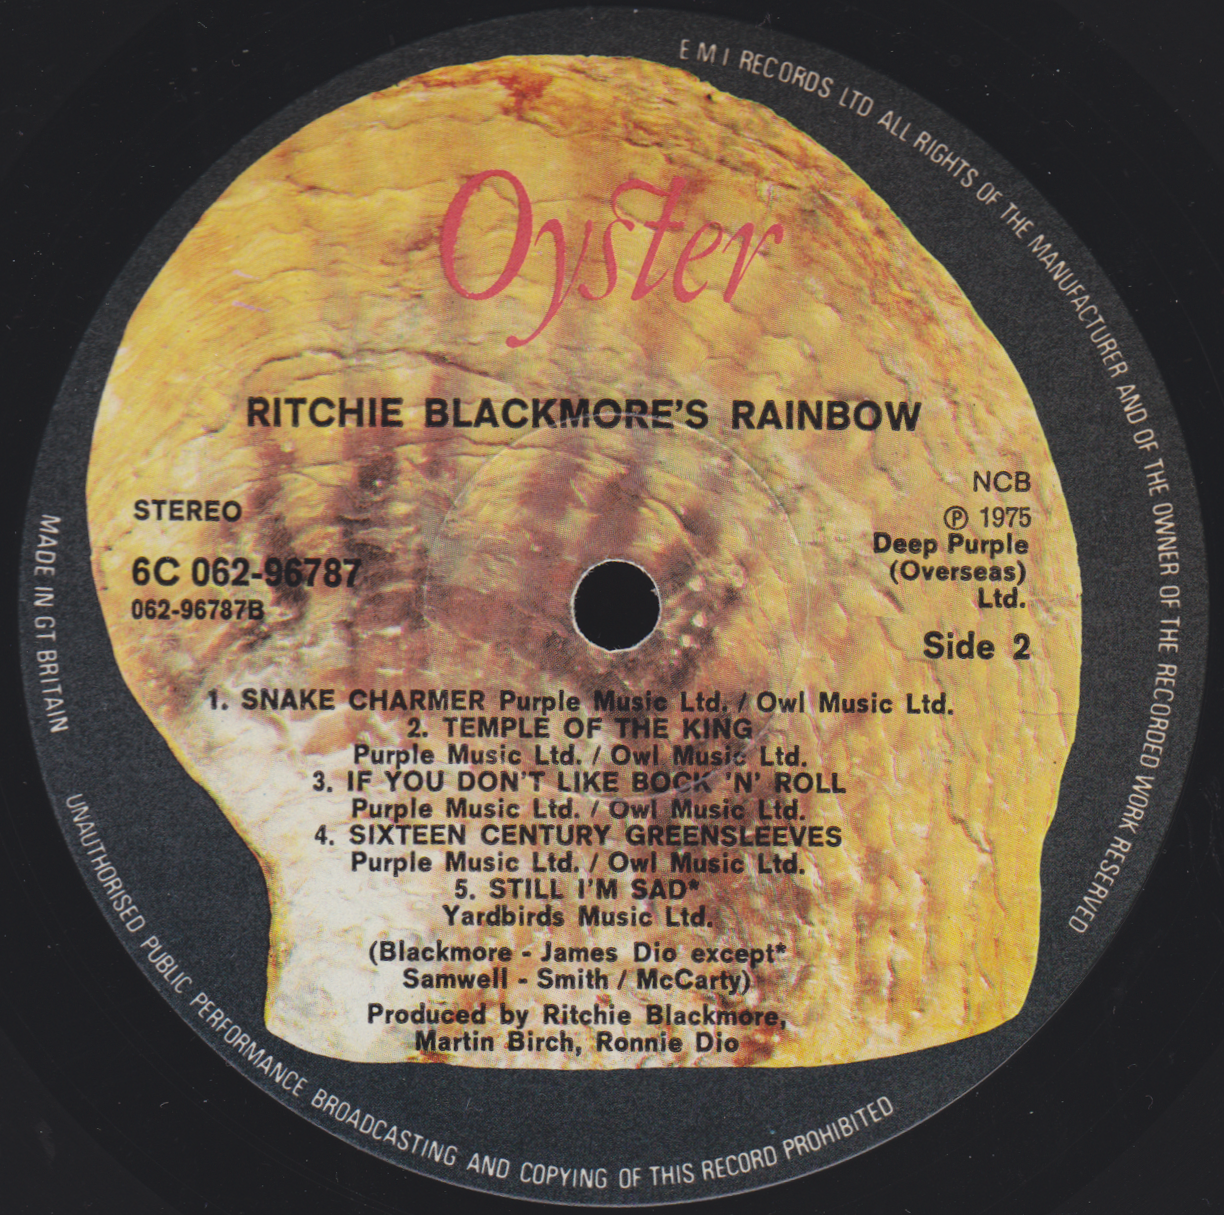 E M I RECORDS LTD ALL RIGHTS OF THE MANUFACTURER AND OF THE OWNER OF THE RECORDED WORK RESERVED
Oyster
RITCHIE BLACKMORE'S RAINBOW
STEREO
6C 062-96787
062-96787B
NCB
Ⓟ 1975
Deep Purple
(Overseas)
Ltd.
Side 2
1. SNAKE CHARMER Purple Music Ltd. / Owl Music Ltd.
2. TEMPLE OF THE KING
Purple Music Ltd. / Owl Music Ltd.
3. IF YOU DON'T LIKE BOCK 'N' ROLL
Purple Music Ltd. / Owl Music Ltd.
4. SIXTEEN CENTURY GREENSLEEVES
Purple Music Ltd. / Owl Music Ltd.
5. STILL I'M SAD*
Yardbirds Music Ltd.
(Blackmore - James Dio except*
Samwell - Smith / McCarty)
Produced by Ritchie Blackmore,
Martin Birch, Ronnie Dio
MADE IN GT BRITAIN
UNAUTHORISED PUBLIC PERFORMANCE BROADCASTING AND COPYING OF THIS RECORD PROHIBITED